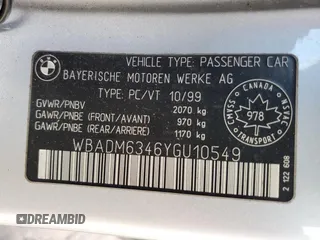 BMW
VEHICLE TYPE: PASSENGER CAR
BAYERISCHE MOTOREN WERKE AG
TYPE: PC/VT 10/99
GVWR/PNBV 2070 kg
GAWR/PNBE (FRONT/AVANT) 970 kg
GAWR/PNBE (REAR/ARRIERE) 1170 kg
CANADA
CMVSS 978 NSVAC
TRANSPORT
WBADM6346YGU10549
2 122 608
DREAMBID